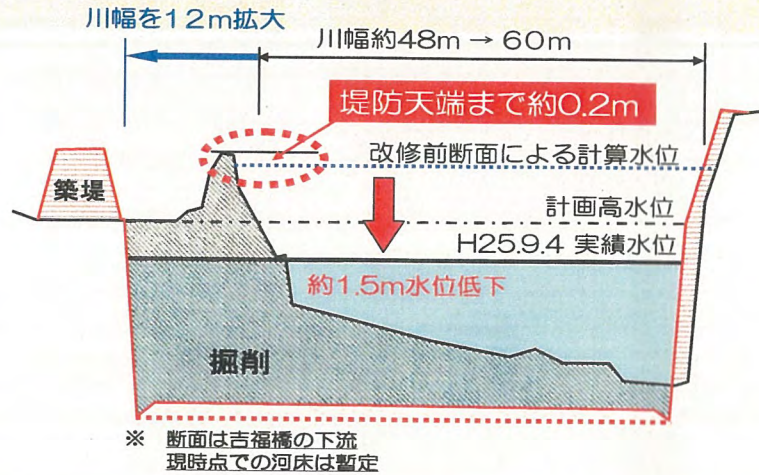 川幅を12m拡大
川幅約48m → 60m
堤防天端まで約0.2m
改修前断面による計算水位
築堤
計画高水位
H25.9.4 実績水位
約1.5m水位低下
掘削
※ 断面は吉福橋の下流
現時点での河床は暫定